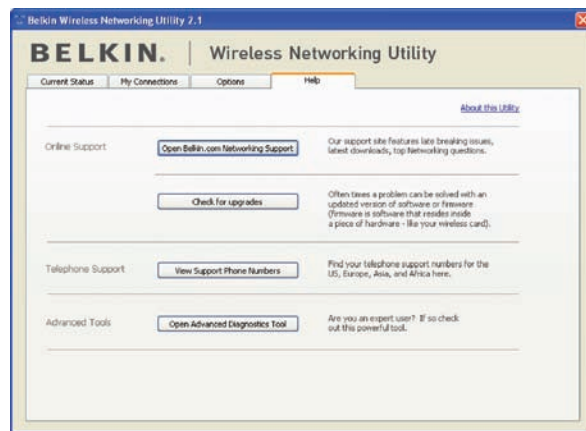 Belkin Wireless Networking Utility 2.1
BELKIN. | Wireless Networking Utility
Current Status My Connections Options Help
About this Utility
Online Support
Open Belkin.com Networking Support
Our support site features late breaking issues,
latest downloads, top Networking questions.
Check for upgrades
Often times a problem can be solved with an
updated version of software or firmware
(firmware is software that resides inside
a piece of hardware - like your wireless card).
Telephone Support
View Support Phone Numbers
Find your telephone support numbers for the
US, Europe, Asia, and Africa here.
Advanced Tools
Open Advanced Diagnostics Tool
Are you an expert user? If so check
out this powerful tool.